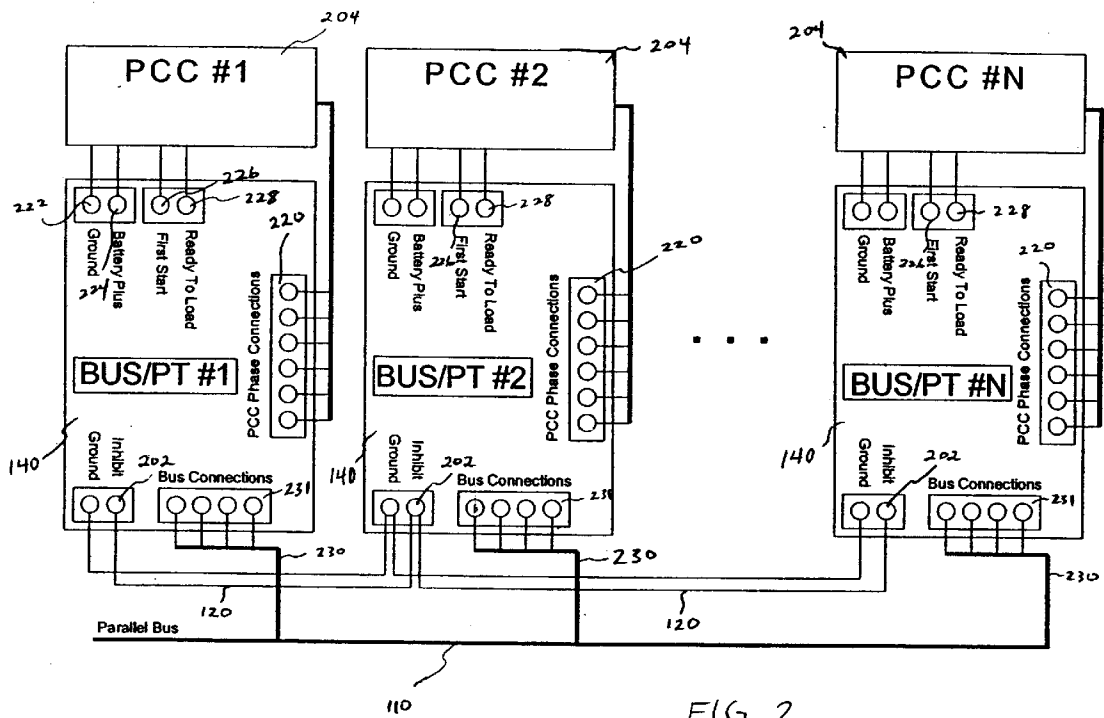 204
204
204
PCC #1
PCC #2
PCC #N
222
226
228
228
228
Ground
Battery Plus
First Start
Ready To Load
224
220
Ground
Battery Plus
226
First Start
Ready To Load
220
Ground
Battery Plus
226
First Start
Ready To Load
220
PCC Phase Connections
PCC Phase Connections
PCC Phase Connections
. . .
BUS/PT #1
BUS/PT #2
BUS/PT #N
140
Ground
Inhibit
202
Bus Connections
231
140
Ground
Inhibit
202
Bus Connections
231
140
Ground
Inhibit
202
Bus Connections
231
230
230
230
120
120
Parallel Bus
110
FIG 2